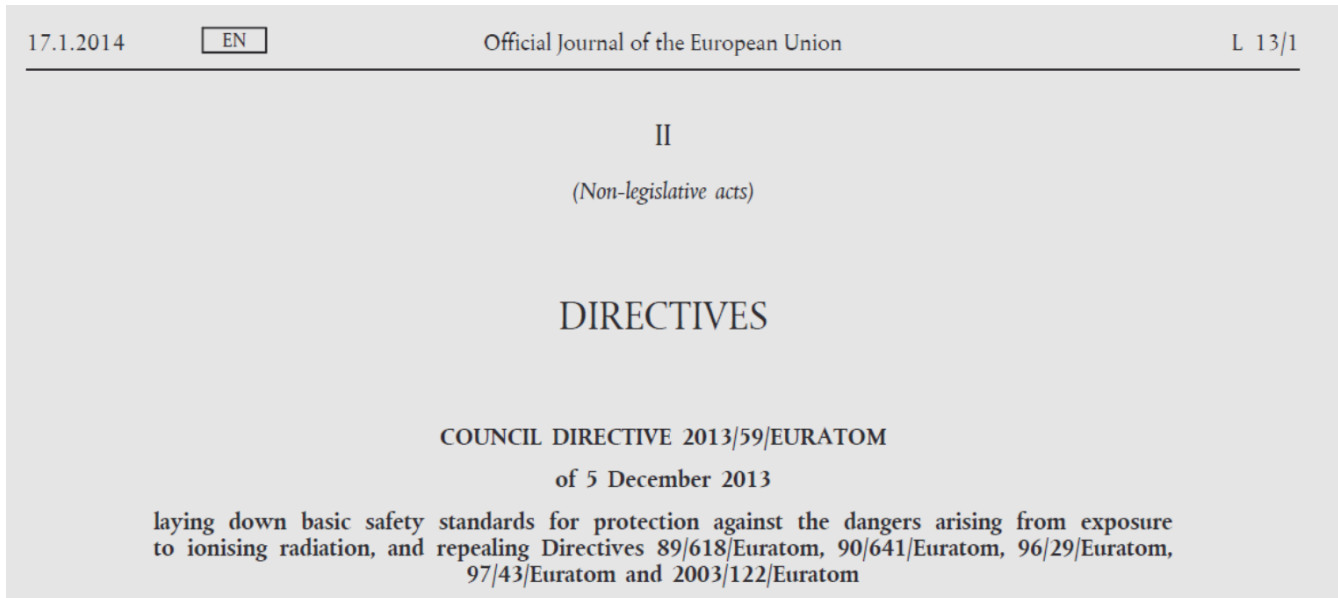 17.1.2014 EN Official Journal of the European Union L 13/1
II
(Non-legislative acts)
DIRECTIVES
COUNCIL DIRECTIVE 2013/59/EURATOM
of 5 December 2013
laying down basic safety standards for protection against the dangers arising from exposure
to ionising radiation, and repealing Directives 89/618/Euratom, 90/641/Euratom, 96/29/Euratom,
97/43/Euratom and 2003/122/Euratom